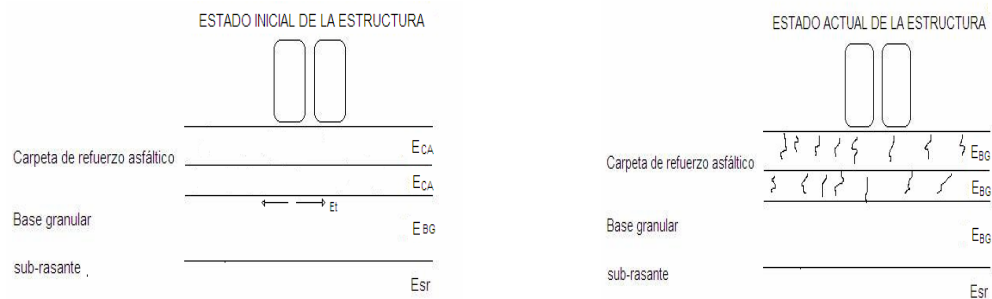 ESTADO INICIAL DE LA ESTRUCTURA
Carpeta de refuerzo asfáltico
ECA
ECA
Et
Base granular
EBG
sub-rasante
Esr
ESTADO ACTUAL DE LA ESTRUCTURA
Carpeta de refuerzo asfáltico
EBG
EBG
Base granular
EBG
sub-rasante
Esr